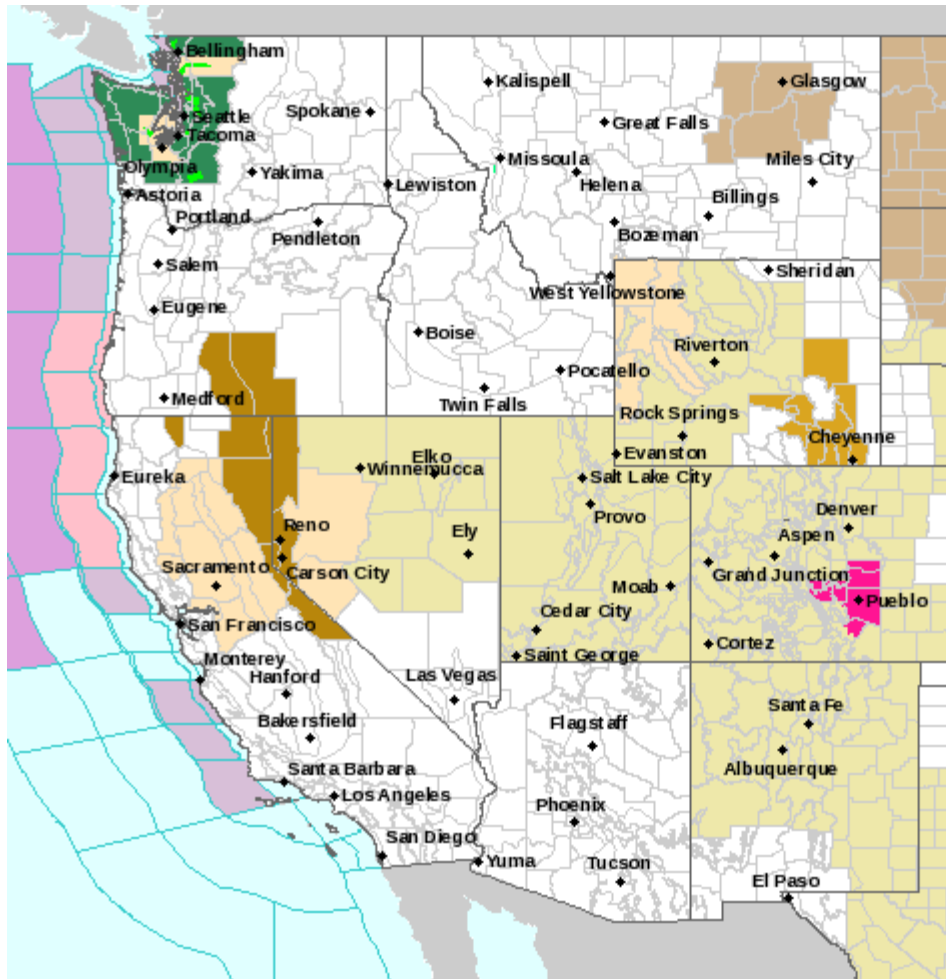 Bellingham
Kalispell
Glasgow
Spokane
Seattle
Great Falls
Tacoma
Olympia
Missoula
Miles City
Yakima
Lewiston
Helena
Astoria
Portland
Pendleton
Billings
Bozeman
Salem
Sheridan
West Yellowstone
Eugene
Boise
Riverton
Pocatello
Medford
Twin Falls
Rock Springs
Cheyenne
Elko
Evanston
Winnemucca
Eureka
Salt Lake City
Provo
Denver
Reno
Ely
Aspen
Sacramento
Carson City
Grand Junction
Moab
Pueblo
Cedar City
San Francisco
Cortez
Saint George
Monterey
Hanford
Las Vegas
Santa Fe
Bakersfield
Flagstaff
Albuquerque
Santa Barbara
Los Angeles
Phoenix
San Diego
Yuma
Tucson
El Paso